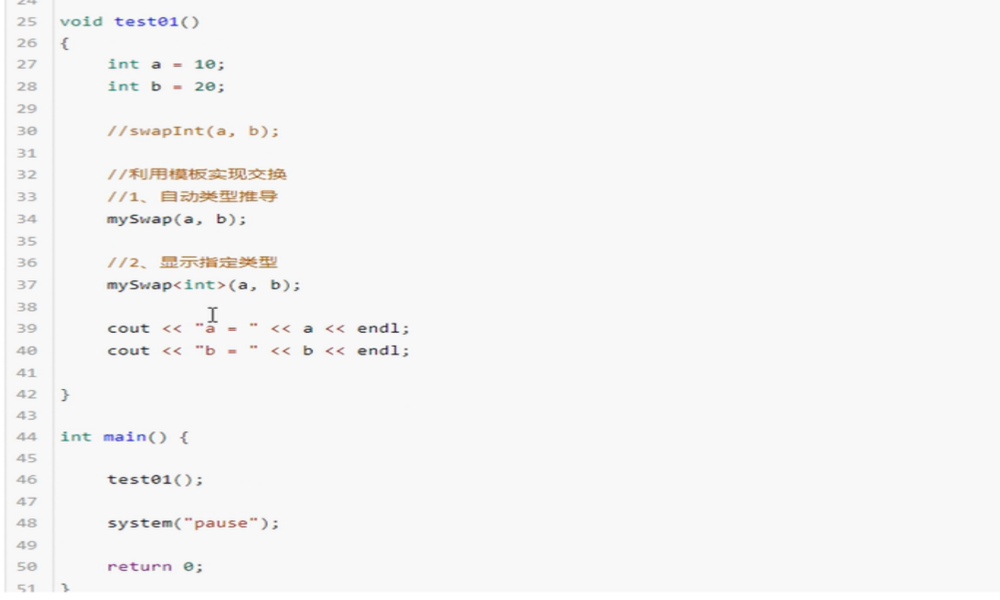 24
25 void test01()
26 {
27 int a = 10;
28 int b = 20;
29
30 //swapInt(a, b);
31
32 //利用模板实现交换
33 //1、自动类型推导
34 mySwap(a, b);
35
36 //2、显示指定类型
37 mySwap<int>(a, b);
38
39 cout << "a = " << a << endl;
40 cout << "b = " << b << endl;
41
42 }
43
44 int main() {
45
46 test01();
47
48 system("pause");
49
50 return 0;
51 }